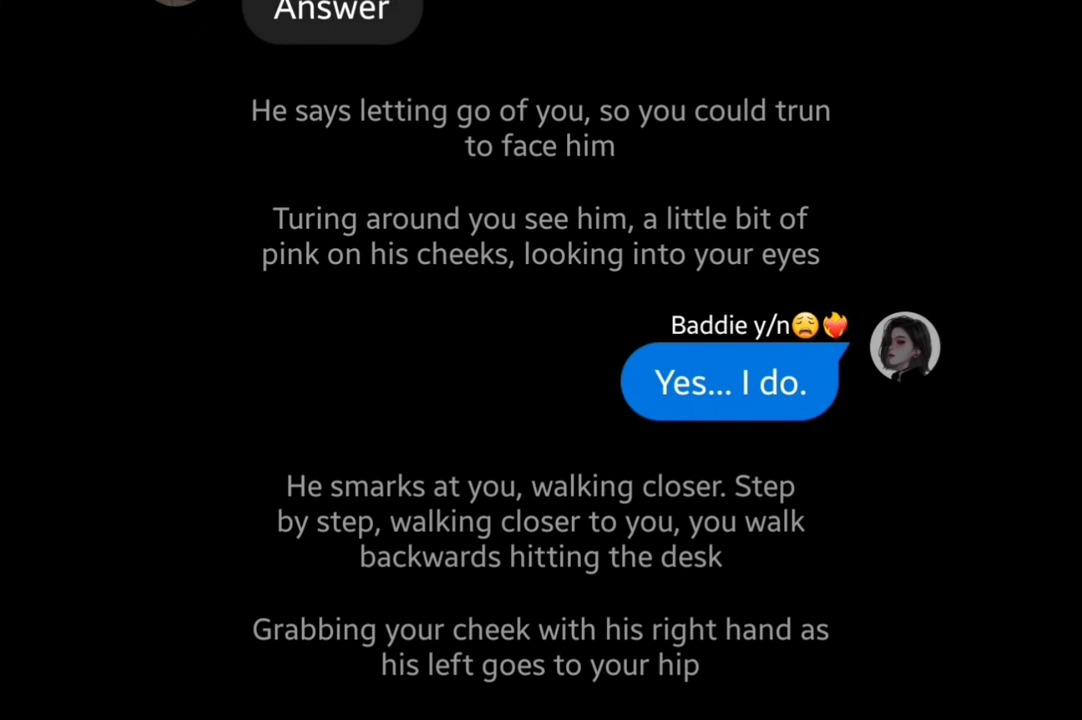 Answer
He says letting go of you, so you could trun
to face him
Turing around you see him, a little bit of
pink on his cheeks, looking into your eyes
Baddie y/n😩❤️‍🔥
Yes... I do.
He smarks at you, walking closer. Step
by step, walking closer to you, you walk
backwards hitting the desk
Grabbing your cheek with his right hand as
his left goes to your hip